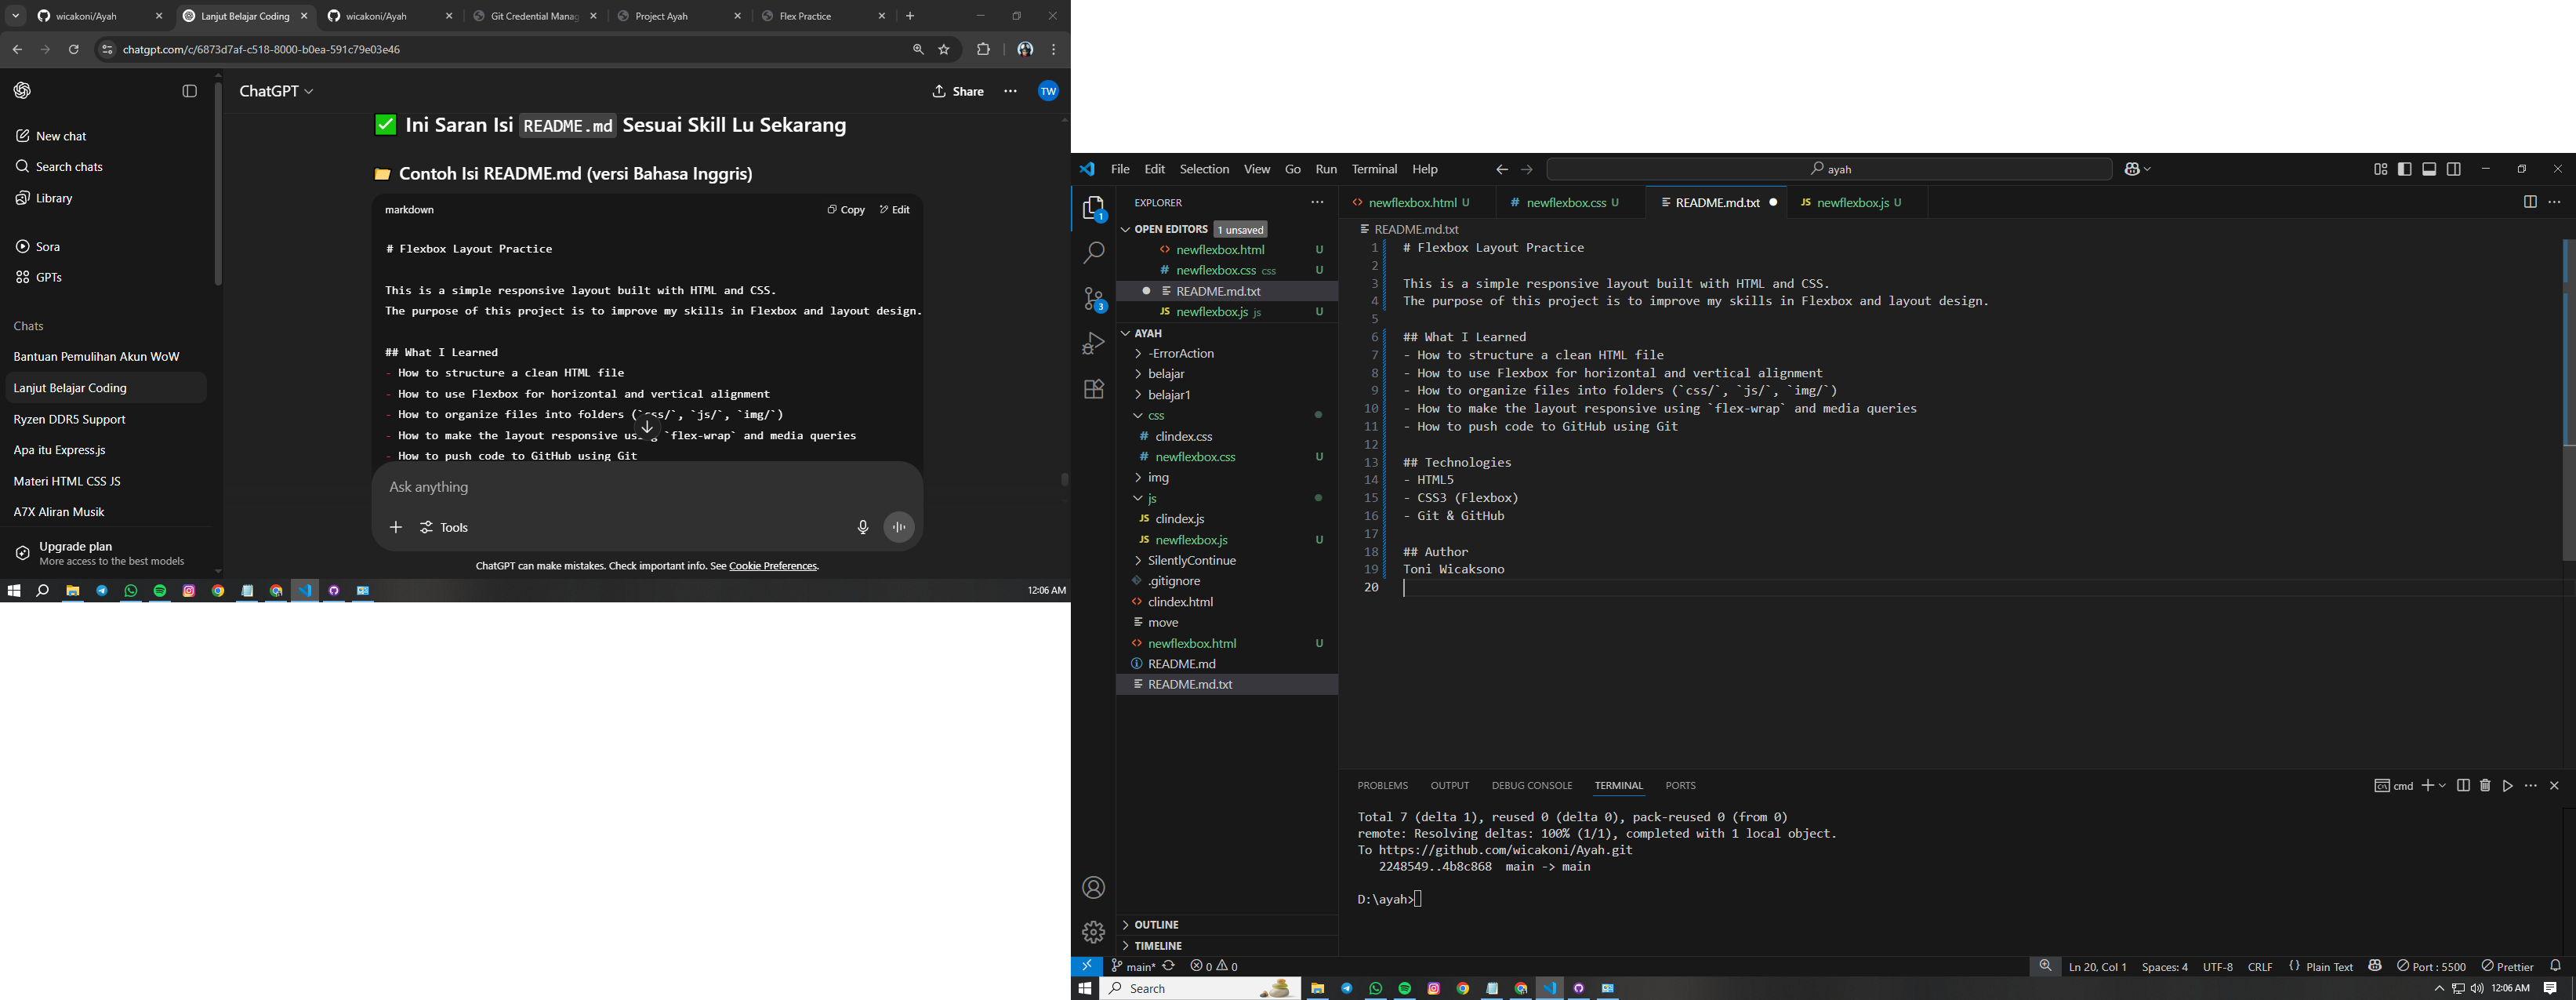 wicakoni/Ayah
Lanjut Belajar Coding
wicakoni/Ayah
Git Credential Manag
Project Ayah
Flex Practice
chatgpt.com/c/6873d7af-c518-8000-b0ea-591c79e03e46
ChatGPT
Share
TW
New chat
Search chats
Library
Sora
GPTs
Chats
Bantuan Pemulihan Akun WoW
Lanjut Belajar Coding
Ryzen DDR5 Support
Apa itu Express.js
Materi HTML CSS JS
A7X Aliran Musik
Upgrade plan
More access to the best models
✅ Ini Saran Isi README.md Sesuai Skill Lu Sekarang
Contoh Isi README.md (versi Bahasa Inggris)
markdown
Copy
Edit
# Flexbox Layout Practice
This is a simple responsive layout built with HTML and CSS.
The purpose of this project is to improve my skills in Flexbox and layout design.
## What I Learned
- How to structure a clean HTML file
- How to use Flexbox for horizontal and vertical alignment
- How to organize files into folders (`css/`, `js/`, `img/`)
- How to make the layout responsive using `flex-wrap` and media queries
- How to push code to GitHub using Git
Ask anything
Tools
ChatGPT can make mistakes. Check important info. See Cookie Preferences.
12:06 AM
File Edit Selection View Go Run Terminal Help
ayah
EXPLORER
OPEN EDITORS 1 unsaved
newflexbox.html U
newflexbox.css css U
README.md.txt
newflexbox.js js U
AYAH
-ErrorAction
belajar
belajar1
css
clindex.css
newflexbox.css U
img
js
clindex.js
newflexbox.js U
SilentlyContinue
.gitignore
clindex.html
move
newflexbox.html U
README.md
README.md.txt
OUTLINE
TIMELINE
1
3
newflexbox.html U
newflexbox.css U
README.md.txt
newflexbox.js U
README.md.txt
1 # Flexbox Layout Practice
2
3 This is a simple responsive layout built with HTML and CSS.
4 The purpose of this project is to improve my skills in Flexbox and layout design.
5
6 ## What I Learned
7 - How to structure a clean HTML file
8 - How to use Flexbox for horizontal and vertical alignment
9 - How to organize files into folders (`css/`, `js/`, `img/`)
10 - How to make the layout responsive using `flex-wrap` and media queries
11 - How to push code to GitHub using Git
12
13 ## Technologies
14 - HTML5
15 - CSS3 (Flexbox)
16 - Git & GitHub
17
18 ## Author
19 Toni Wicaksono
20
PROBLEMS OUTPUT DEBUG CONSOLE TERMINAL PORTS
cmd
Total 7 (delta 1), reused 0 (delta 0), pack-reused 0 (from 0)
remote: Resolving deltas: 100% (1/1), completed with 1 local object.
To https://github.com/wicakoni/Ayah.git
2248549..4b8c868 main -> main
D:\ayah>
main* 0 0
Ln 20, Col 1 Spaces: 4 UTF-8 CRLF {} Plain Text Port : 5500 Prettier
Search
12:06 AM